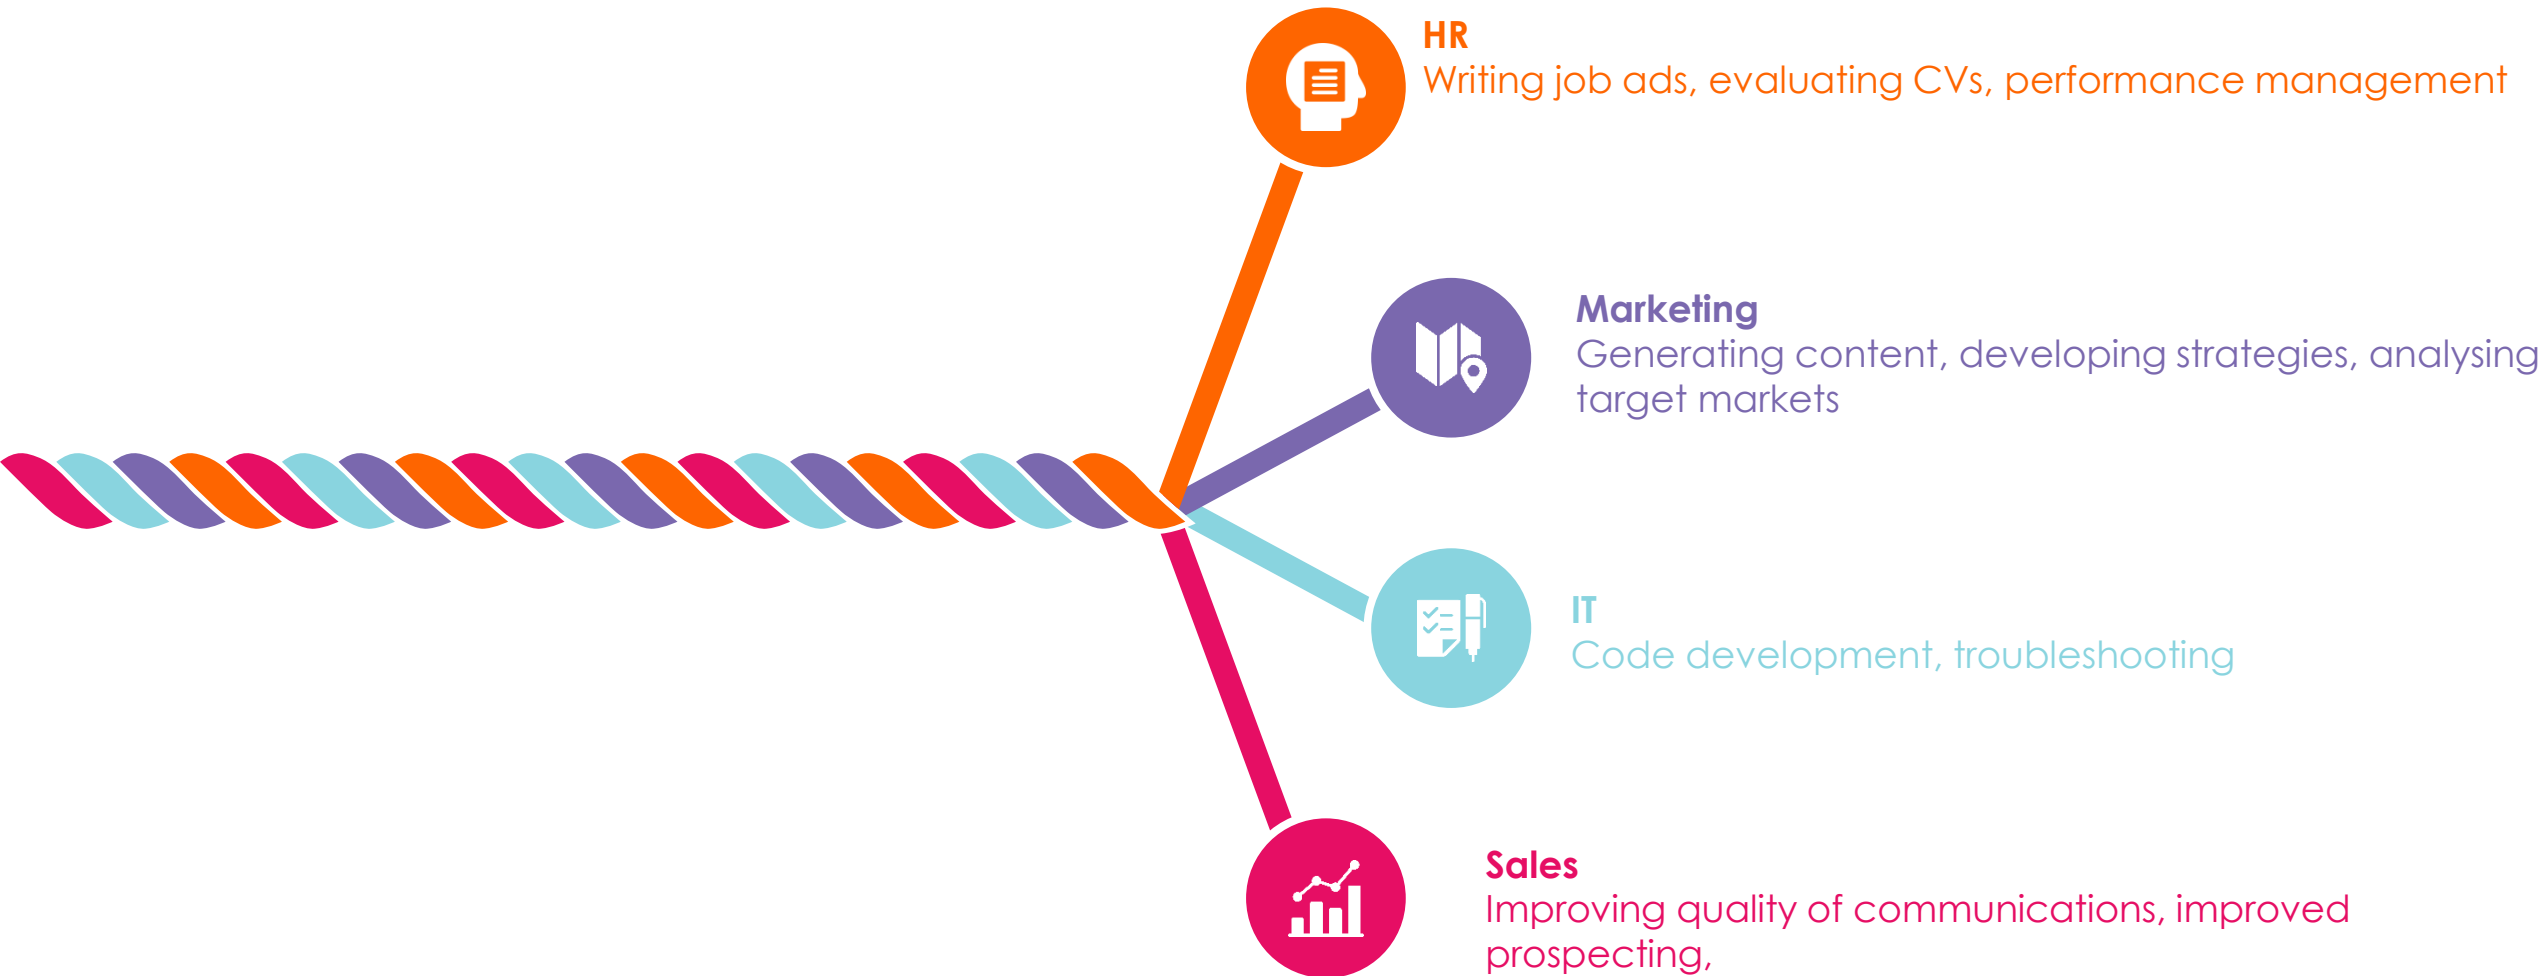 HR
Writing job ads, evaluating CVs, performance management
Marketing
Generating content, developing strategies, analysing
target markets
IT
Code development, troubleshooting
Sales
Improving quality of communications, improved
prospecting,